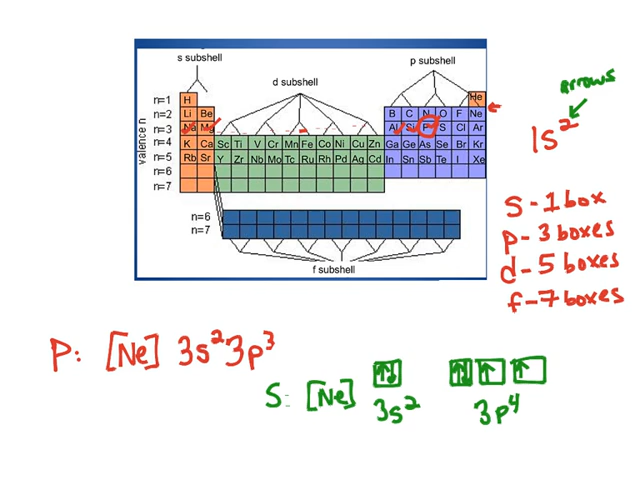 s subshell
d subshell
p subshell
valence n
n=1 H He
n=2 Li Be B C N O F Ne
n=3 Na Mg Al Si P S Cl Ar
n=4 K Ca Sc Ti V Cr Mn Fe Co Ni Cu Zn Ga Ge As Se Br Kr
n=5 Rb Sr Y Zr Nb Mo Tc Ru Rh Pd Ag Cd In Sn Sb Te I Xe
n=6
n=7
n=6
n=7
f subshell
arrows
1s²
S - 1 box
p - 3 boxes
d - 5 boxes
f - 7 boxes
P: [Ne] 3s² 3p³
S: [Ne] ↑↓ ↑↓ ↑ ↑
3s² 3p⁴